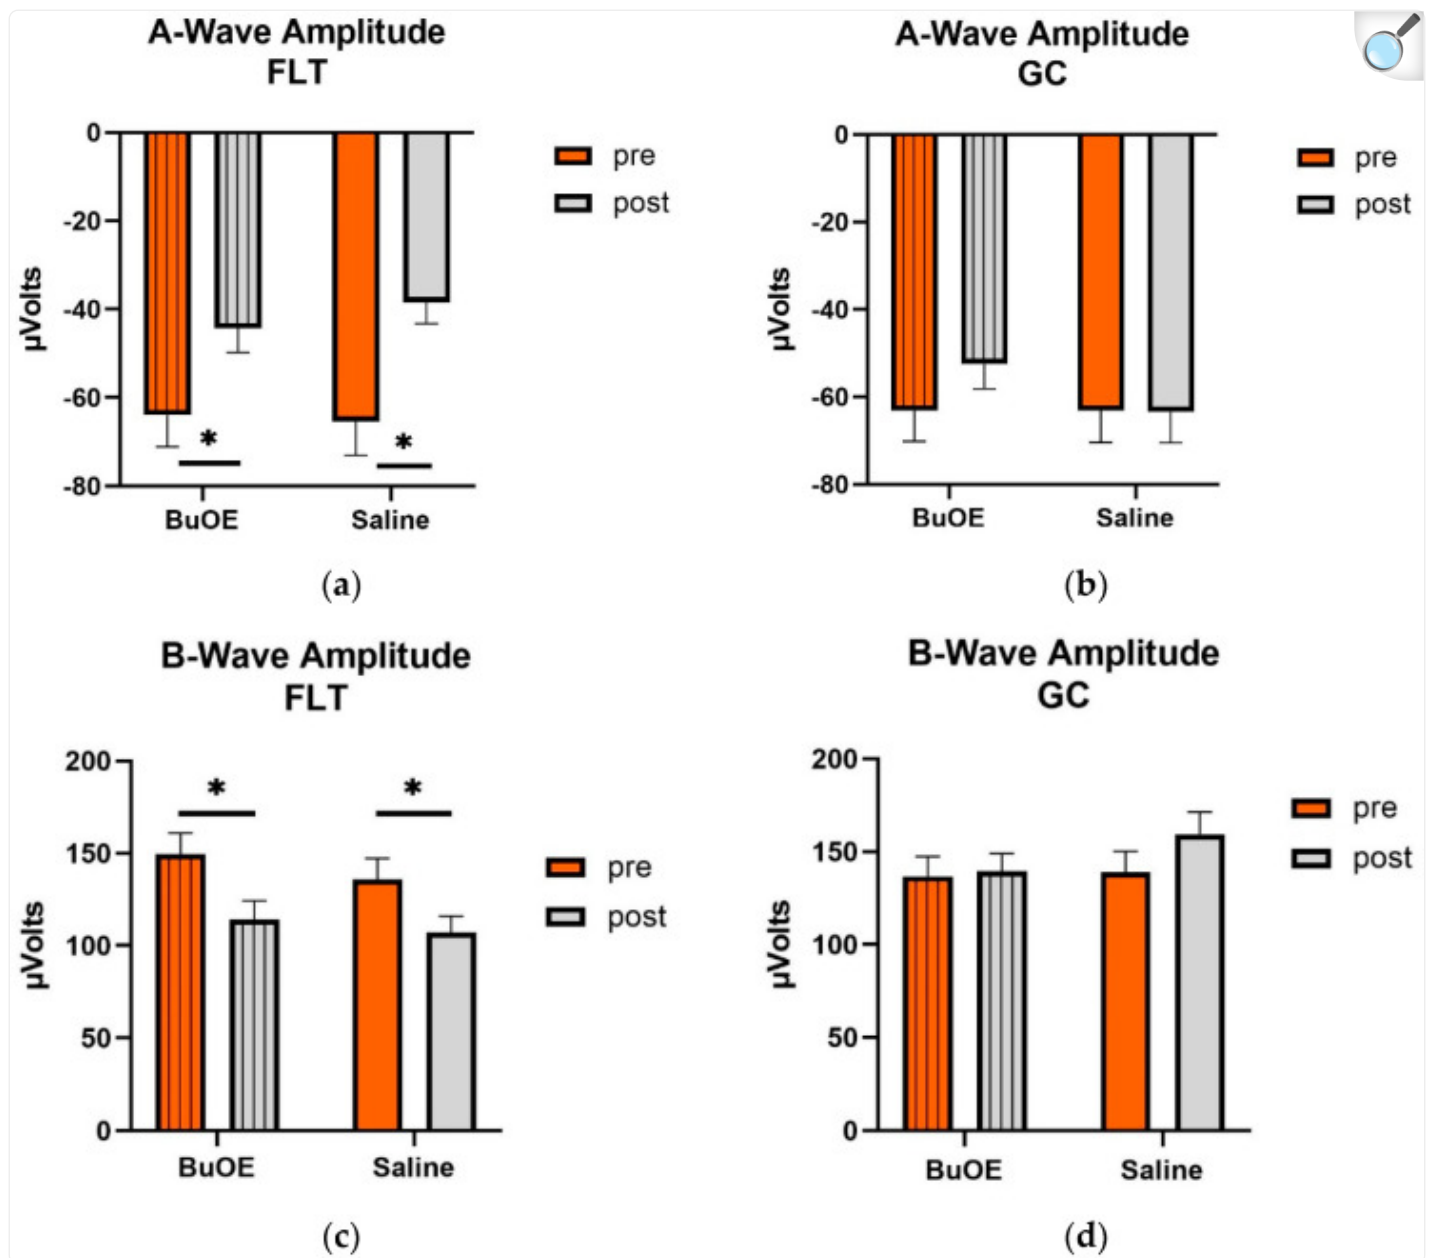 A-Wave Amplitude
FLT
0
-20
-40
-60
-80
µVolts
*
*
BuOE
Saline
pre
post
(a)
A-Wave Amplitude
GC
0
-20
-40
-60
-80
µVolts
BuOE
Saline
pre
post
(b)
B-Wave Amplitude
FLT
200
150
100
50
0
µVolts
*
*
BuOE
Saline
pre
post
(c)
B-Wave Amplitude
GC
200
150
100
50
0
µVolts
BuOE
Saline
pre
post
(d)